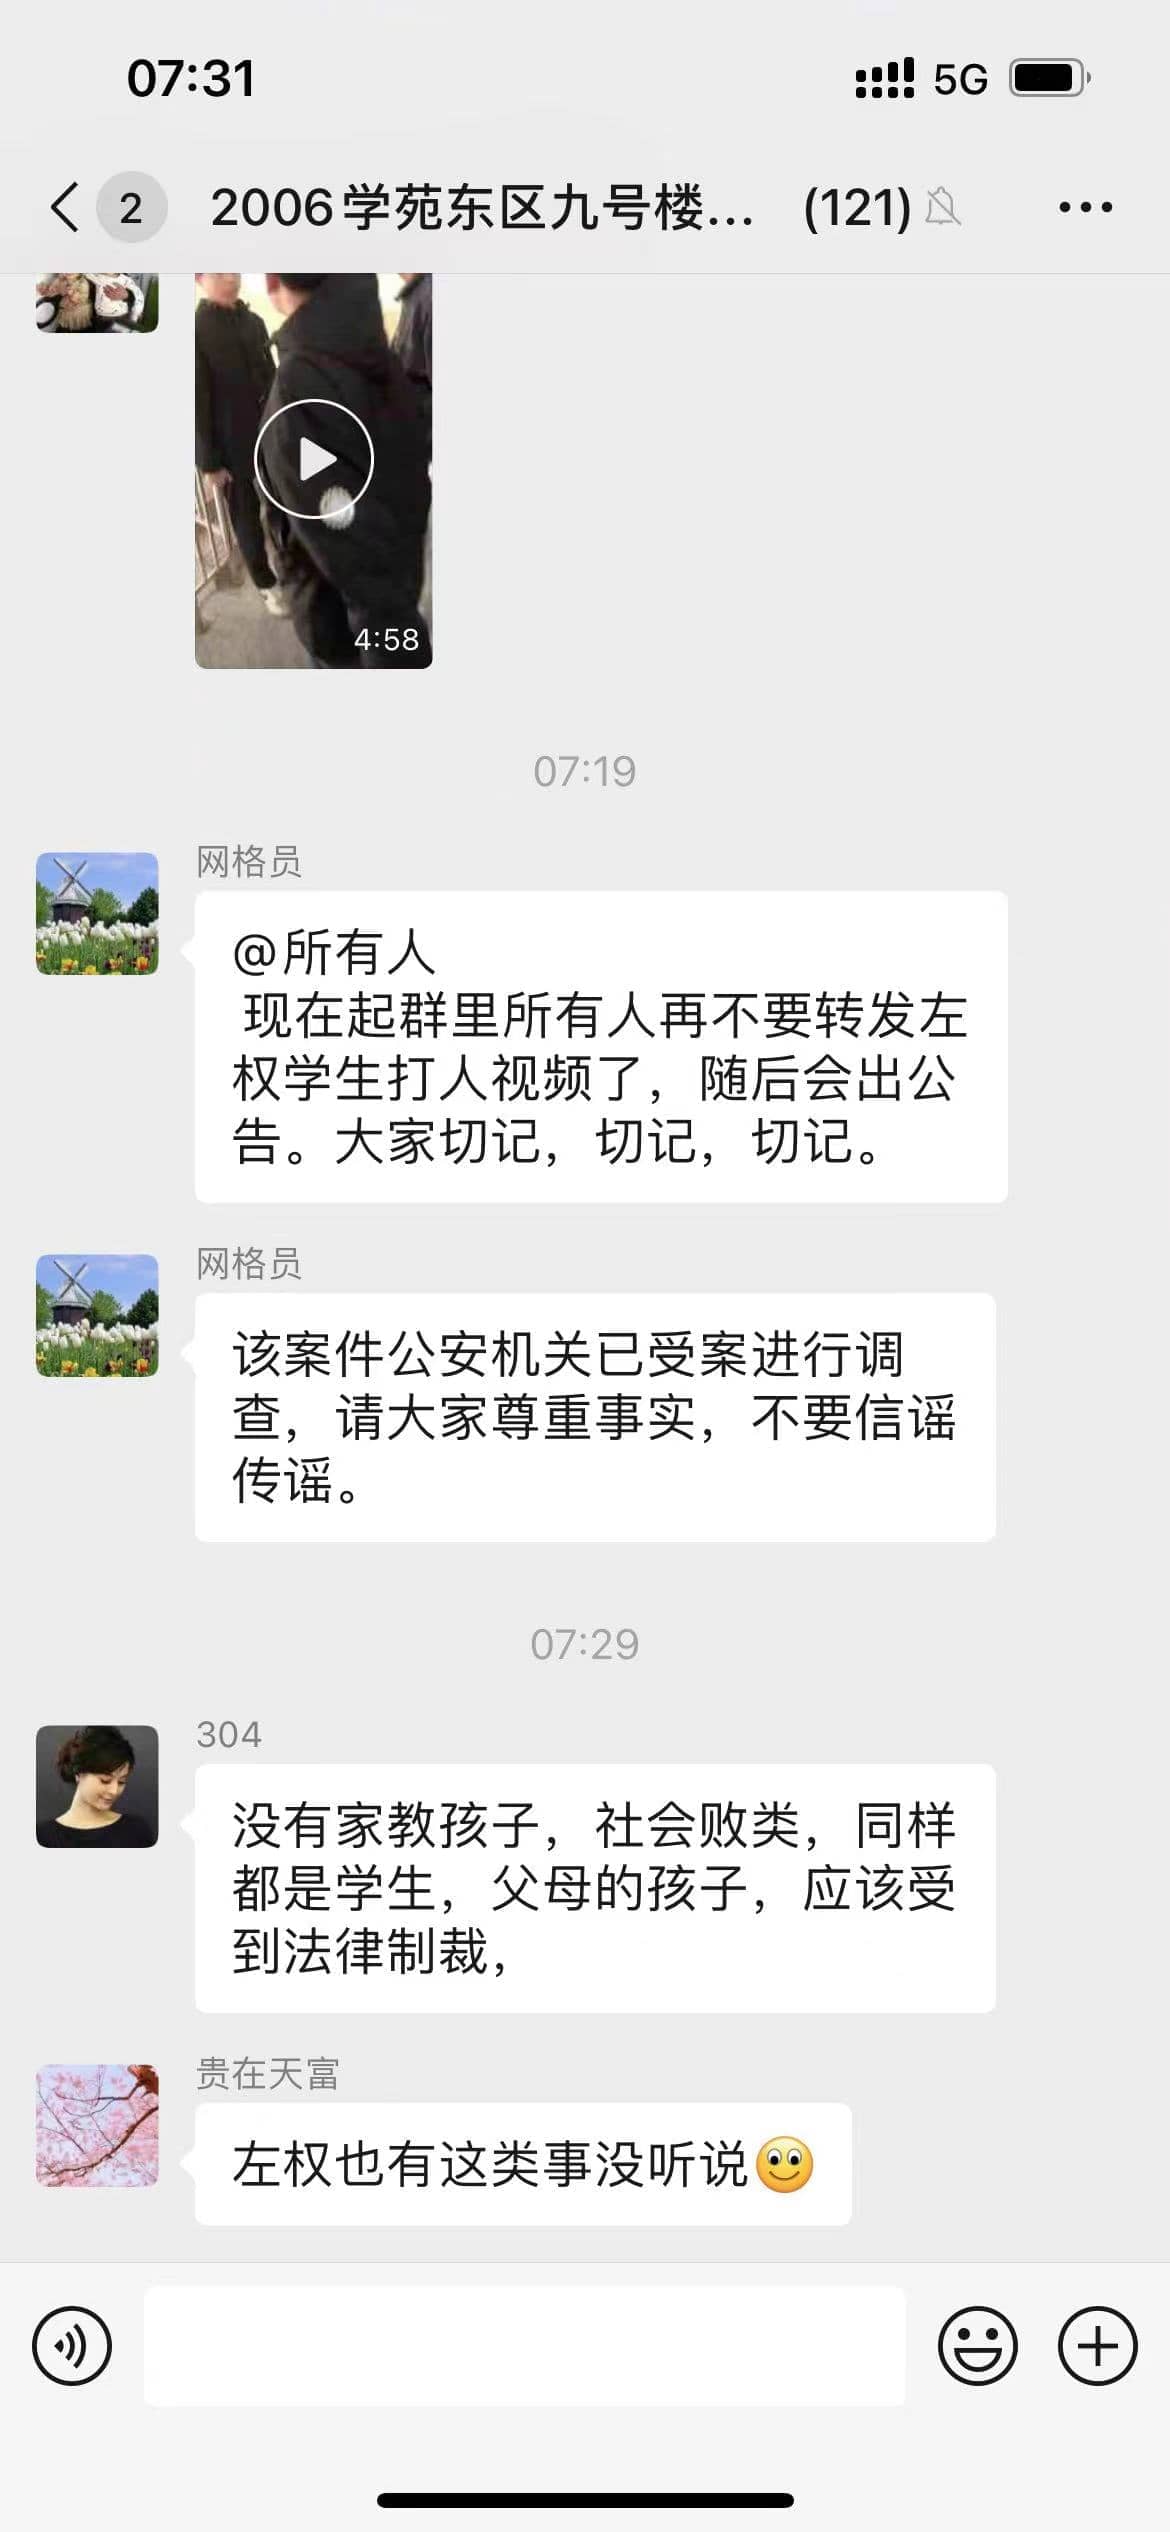 07:31
5G
2
2006学苑东区九号楼... (121)
4:58
07:19
网格员
@所有人
现在起群里所有人再不要转发左
权学生打人视频了，随后会出公
告。大家切记，切记，切记。
网格员
该案件公安机关已受案进行调
查，请大家尊重事实，不要信谣
传谣。
07:29
304
没有家教孩子，社会败类，同样
都是学生，父母的孩子，应该受
到法律制裁，
贵在天富
左权也有这类事没听说